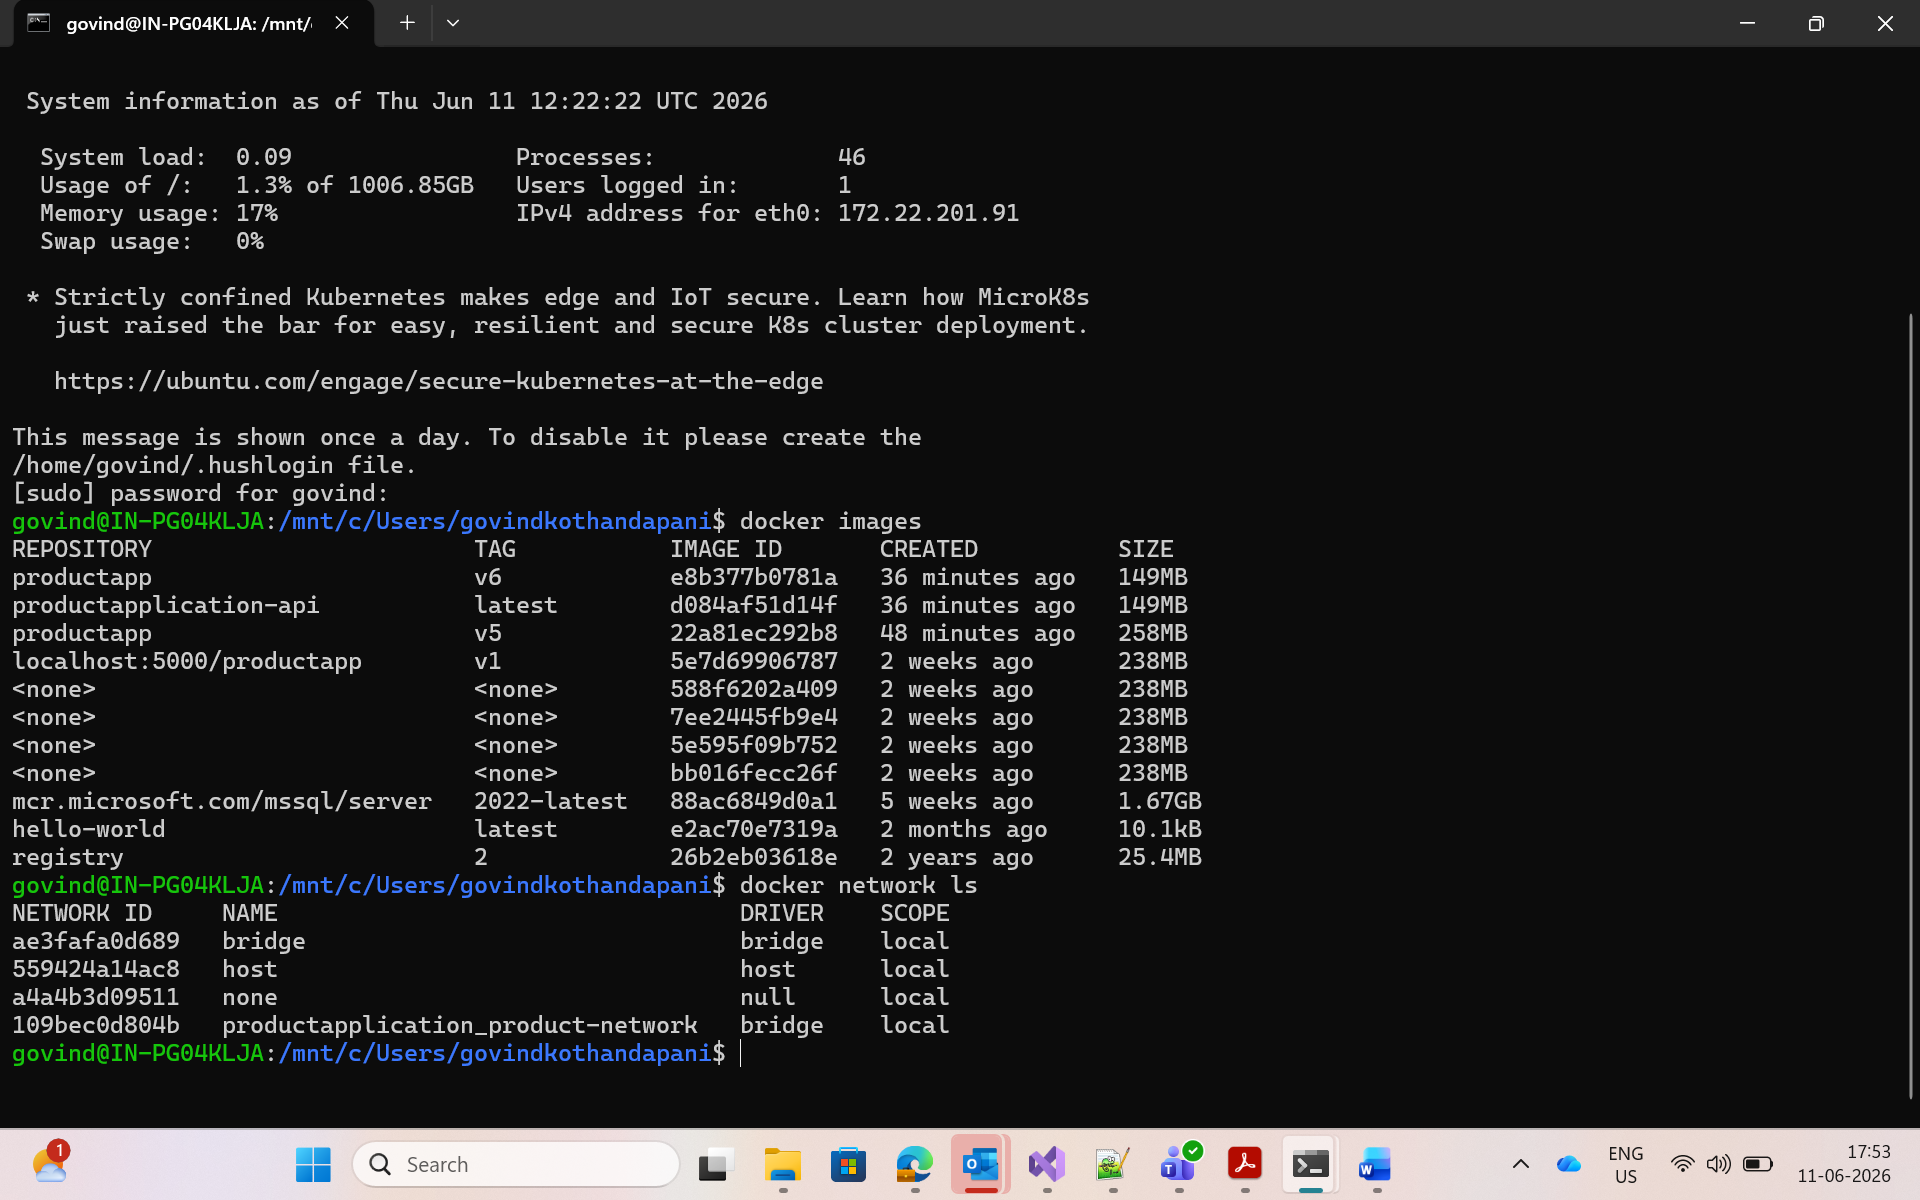 govind@IN-PG04KLJA: /mnt/c
System information as of Thu Jun 11 12:22:22 UTC 2026
System load:  0.09                Processes:             46
Usage of /:   1.3% of 1006.85GB   Users logged in:       1
Memory usage: 17%                 IPv4 address for eth0: 172.22.201.91
Swap usage:   0%
* Strictly confined Kubernetes makes edge and IoT secure. Learn how MicroK8s
just raised the bar for easy, resilient and secure K8s cluster deployment.
https://ubuntu.com/engage/secure-kubernetes-at-the-edge
This message is shown once a day. To disable it please create the
/home/govind/.hushlogin file.
[sudo] password for govind:
govind@IN-PG04KLJA:/mnt/c/Users/govindkothandapani$ docker images
REPOSITORY                       TAG           IMAGE ID       CREATED          SIZE
productapp                       v6            e8b377b0781a   36 minutes ago   149MB
productapplication-api           latest        d084af51d14f   36 minutes ago   149MB
productapp                       v5            22a81ec292b8   48 minutes ago   258MB
localhost:5000/productapp        v1            5e7d69906787   2 weeks ago      238MB
<none>                           <none>        588f6202a409   2 weeks ago      238MB
<none>                           <none>        7ee2445fb9e4   2 weeks ago      238MB
<none>                           <none>        5e595f09b752   2 weeks ago      238MB
<none>                           <none>        bb016fecc26f   2 weeks ago      238MB
mcr.microsoft.com/mssql/server   2022-latest   88ac6849d0a1   5 weeks ago      1.67GB
hello-world                      latest        e2ac70e7319a   2 months ago     10.1kB
registry                         2             26b2eb03618e   2 years ago      25.4MB
govind@IN-PG04KLJA:/mnt/c/Users/govindkothandapani$ docker network ls
NETWORK ID     NAME                                 DRIVER    SCOPE
ae3fafa0d689   bridge                               bridge    local
559424a14ac8   host                                 host      local
a4a4b3d09511   none                                 null      local
109bec0d804b   productapplication_product-network   bridge    local
govind@IN-PG04KLJA:/mnt/c/Users/govindkothandapani$
1
Search
ENG
US
17:53
11-06-2026